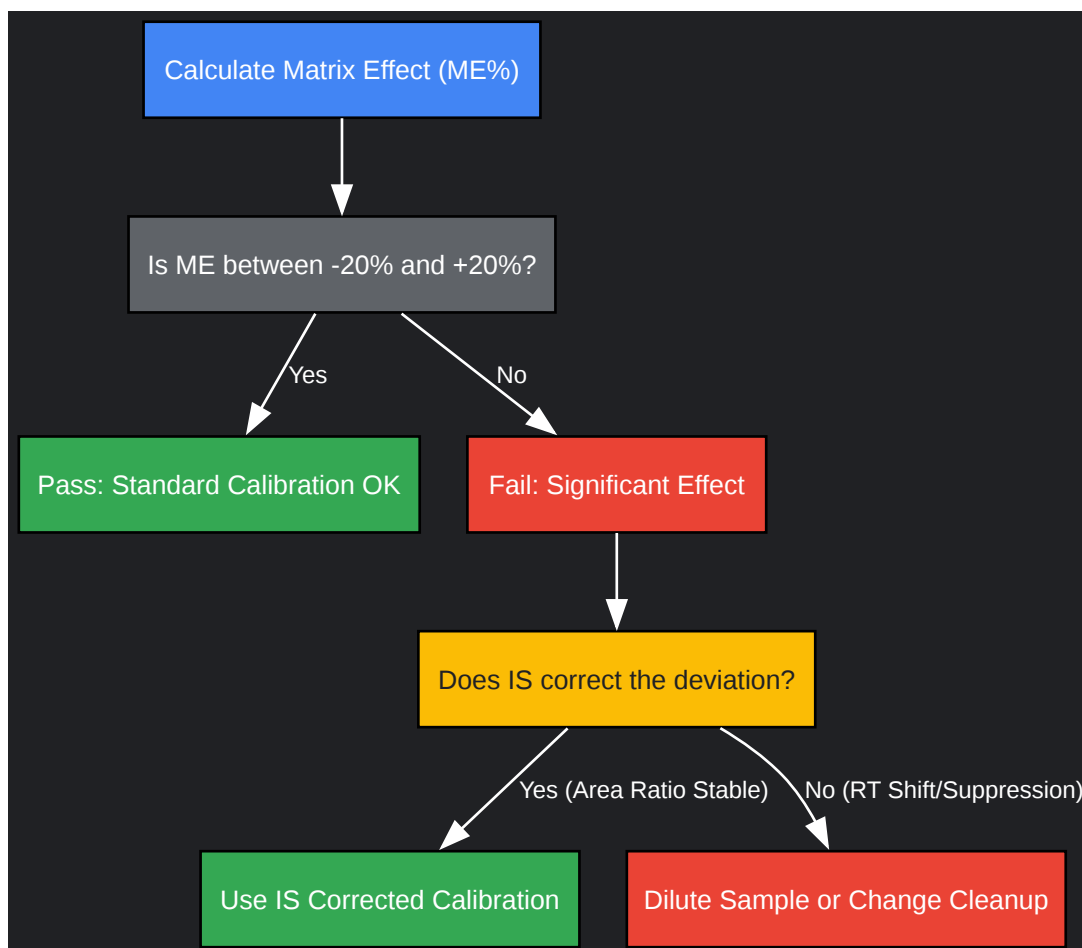 Calculate Matrix Effect (ME%)
Is ME between -20% and +20%?
Yes
No
Pass: Standard Calibration OK
Fail: Significant Effect
Does IS correct the deviation?
Yes (Area Ratio Stable)
No (RT Shift/Suppression)
Use IS Corrected Calibration
Dilute Sample or Change Cleanup